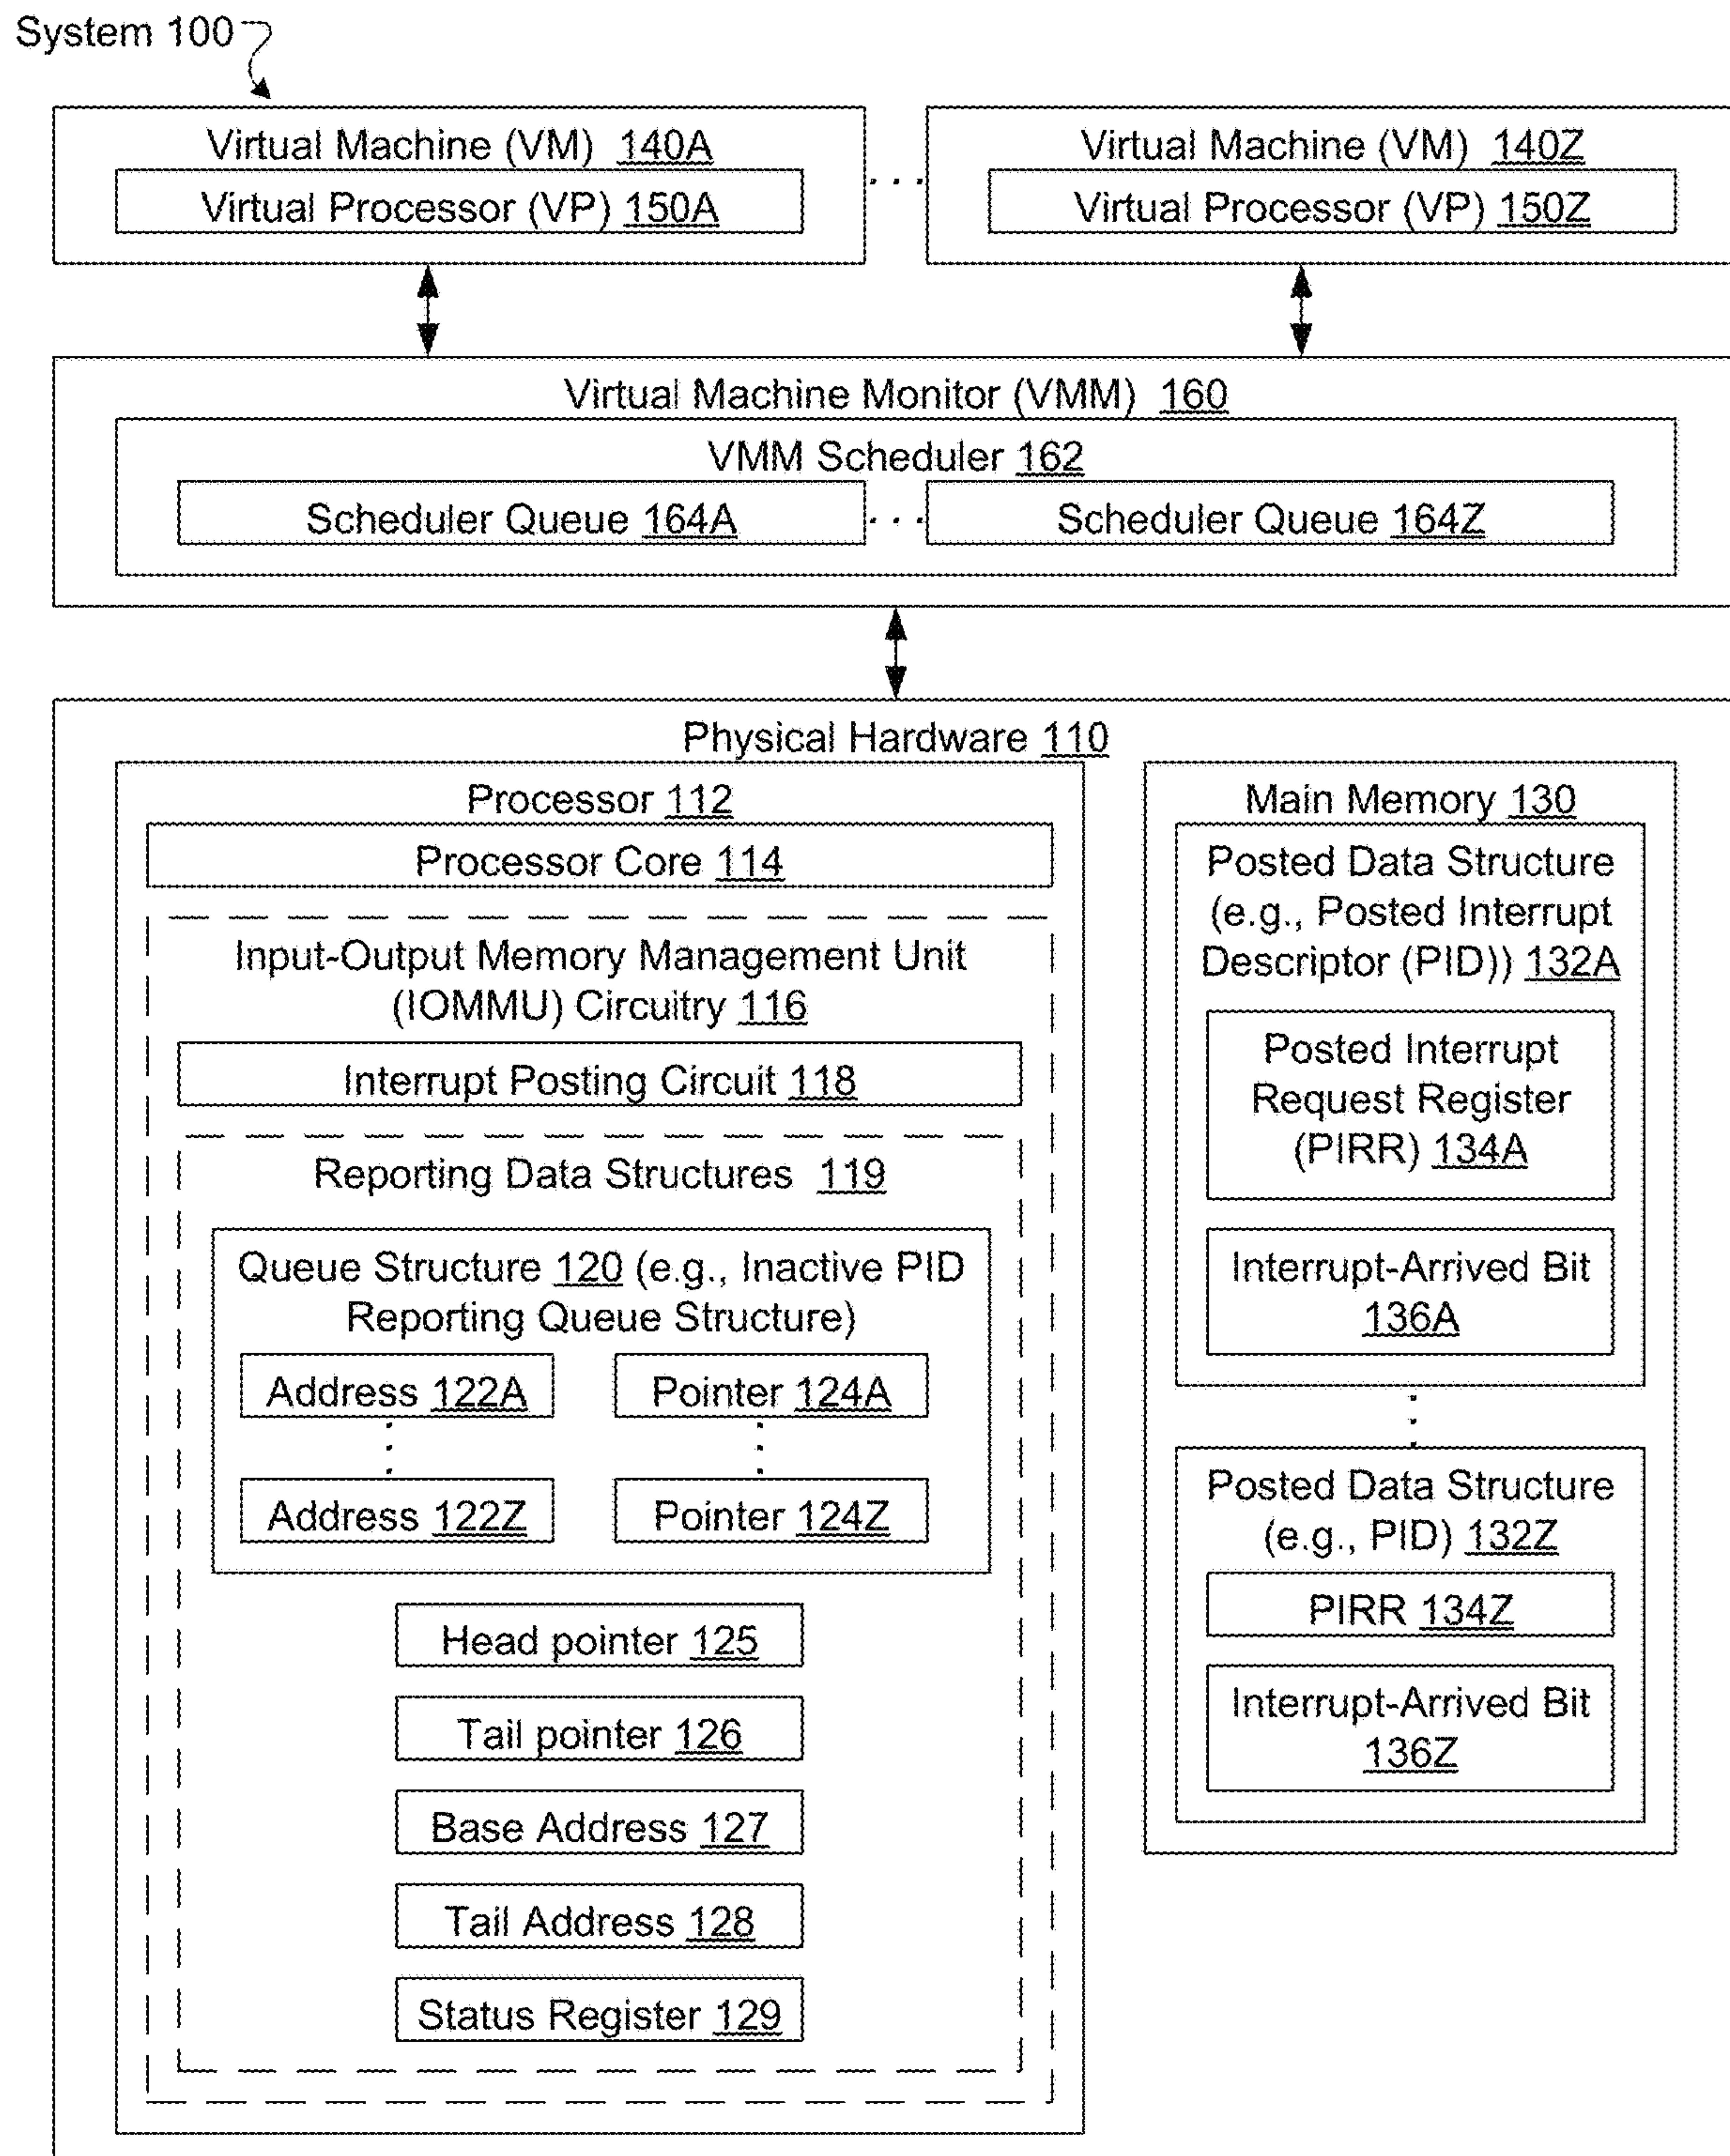 System 100
Virtual Machine (VM) 140A
Virtual Processor (VP) 150A
. . .
Virtual Machine (VM) 140Z
Virtual Processor (VP) 150Z
Virtual Machine Monitor (VMM) 160
VMM Scheduler 162
Scheduler Queue 164A
. . .
Scheduler Queue 164Z
Physical Hardware 110
Processor 112
Processor Core 114
Input-Output Memory Management Unit
(IOMMU) Circuitry 116
Interrupt Posting Circuit 118
Reporting Data Structures 119
Queue Structure 120 (e.g., Inactive PID
Reporting Queue Structure)
Address 122A
Pointer 124A
Address 122Z
Pointer 124Z
Head pointer 125
Tail pointer 126
Base Address 127
Tail Address 128
Status Register 129
Main Memory 130
Posted Data Structure
(e.g., Posted Interrupt
Descriptor (PID)) 132A
Posted Interrupt
Request Register
(PIRR) 134A
Interrupt-Arrived Bit
136A
Posted Data Structure
(e.g., PID) 132Z
PIRR 134Z
Interrupt-Arrived Bit
136Z